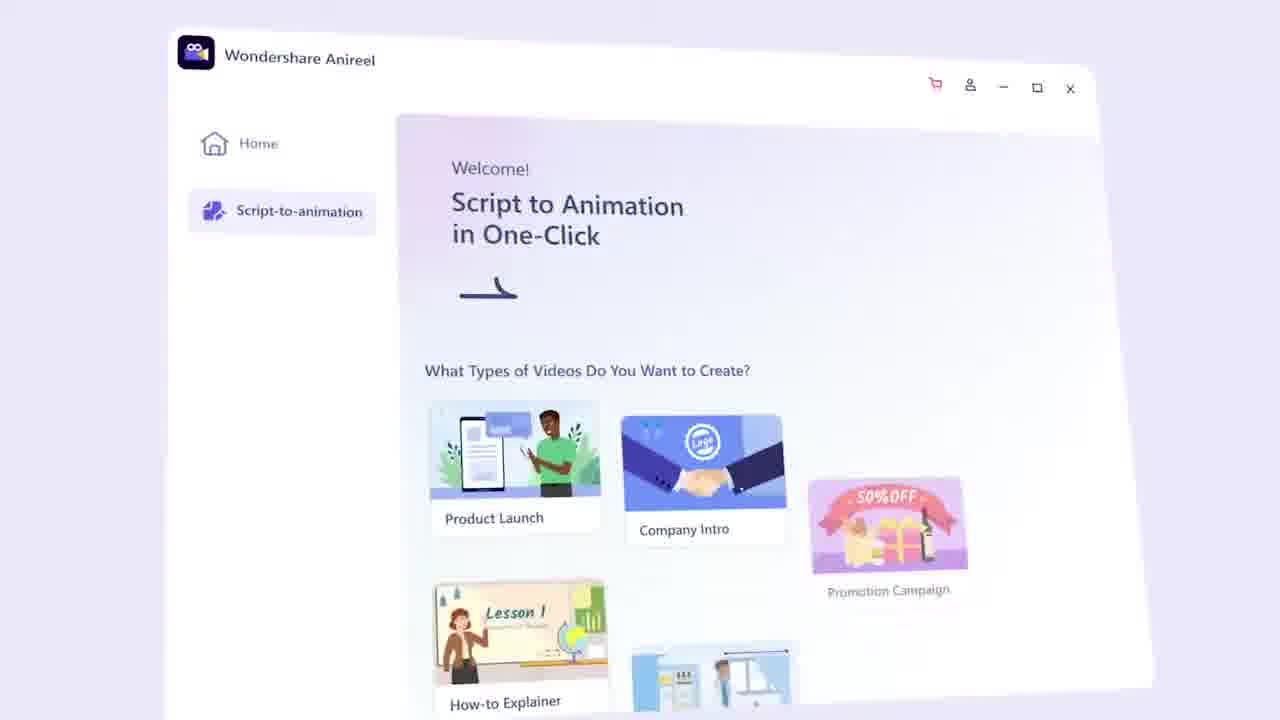 Wondershare Anireel
Home
Script-to-animation
Welcome!
Script to Animation
in One-Click
What Types of Videos Do You Want to Create?
Logo
50%OFF
Product Launch
Company Intro
Promotion Campaign
Lesson 1
How-to Explainer